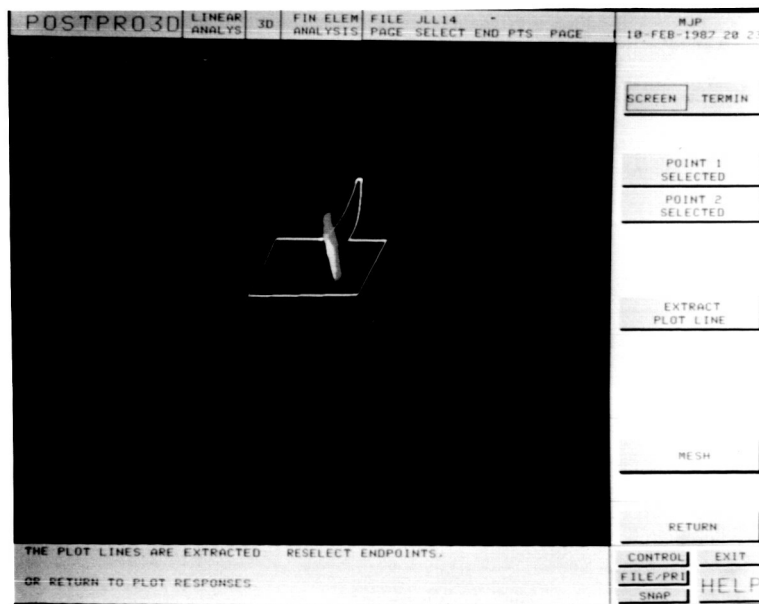 POSTPRO3D LINEAR ANALYS 3D FIN ELEM ANALYSIS FILE JLL14 -
PAGE SELECT END PTS PAGE
MJP
10-FEB-1987 20
SCREEN TERMIN
POINT 1
SELECTED
POINT 2
SELECTED
EXTRACT
PLOT LINE
MESH
RETURN
THE PLOT LINES ARE EXTRACTED RESELECT ENDPOINTS.
OR RETURN TO PLOT RESPONSES
CONTROL EXIT
FILE/PRI HELP
SNAP